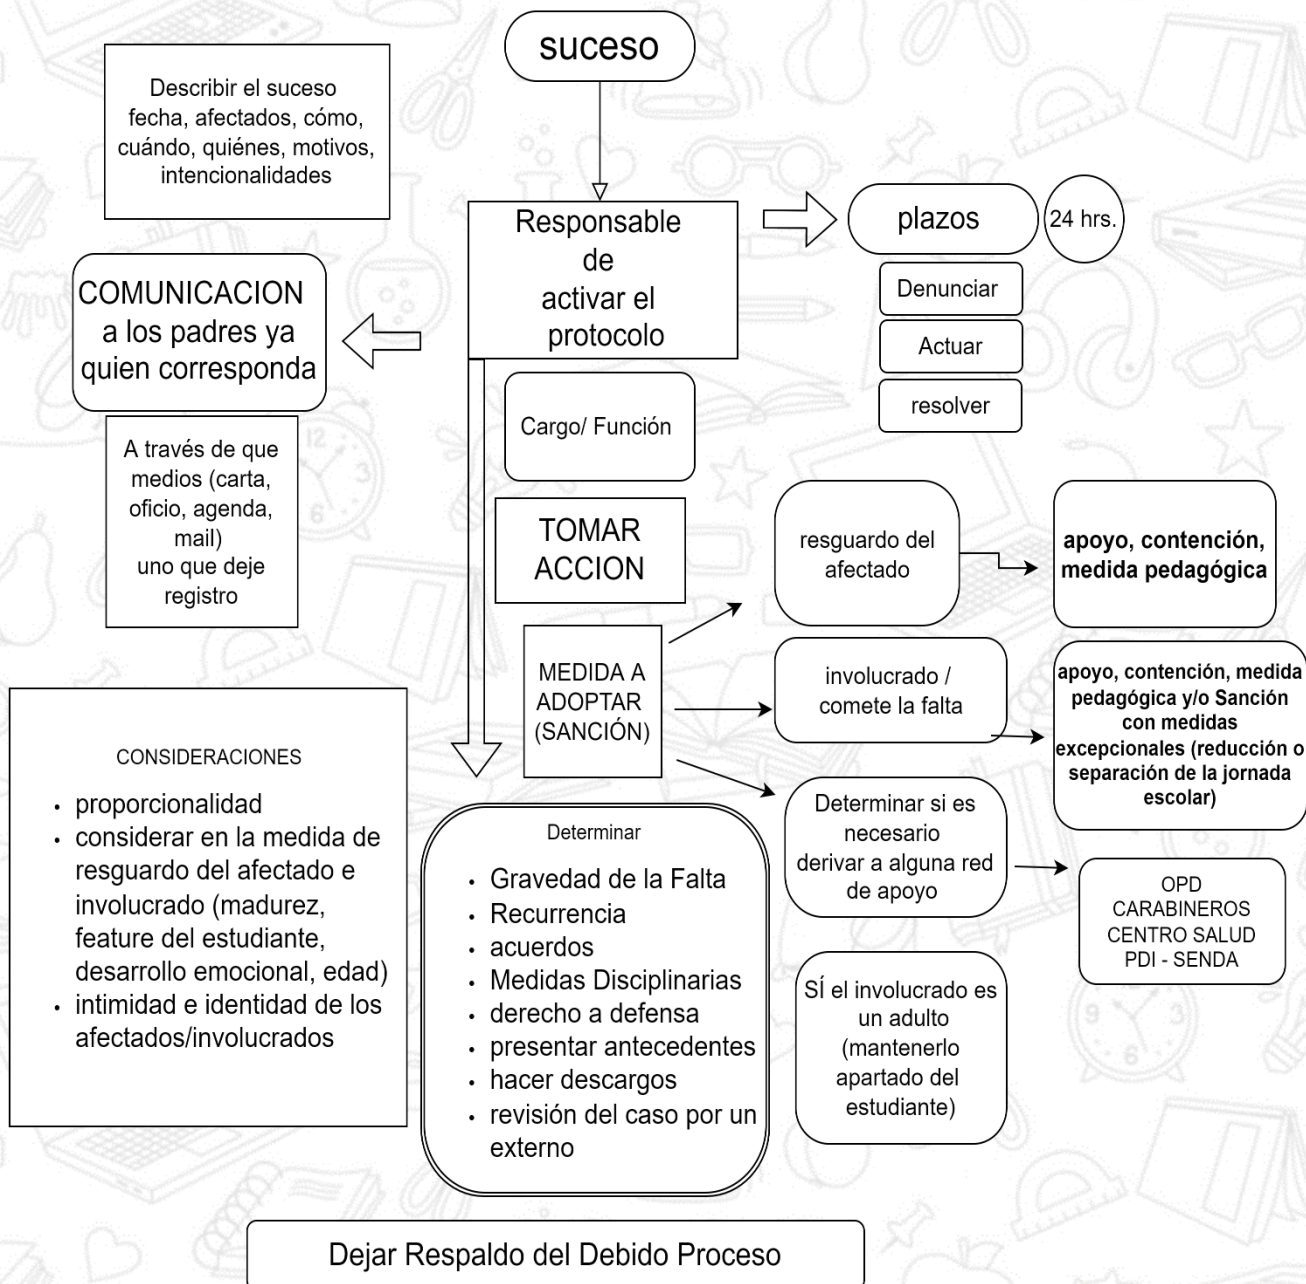 suceso
Describir el suceso
fecha, afectados, cómo,
cuándo, quiénes, motivos,
intencionalidades
Responsable
de
activar el
protocolo
plazos
24 hrs.
Denunciar
Actuar
resolver
COMUNICACION
a los padres ya
quien corresponda
A través de que
medios (carta,
oficio, agenda,
mail)
uno que deje
registro
Cargo/ Función
TOMAR
ACCION
MEDIDA A
ADOPTAR
(SANCIÓN)
resguardo del
afectado
apoyo, contención,
medida pedagógica
involucrado /
comete la falta
apoyo, contención, medida
pedagógica y/o Sanción
con medidas
excepcionales (reducción o
separación de la jornada
escolar)
Determinar si es
necesario
derivar a alguna red
de apoyo
OPD
CARABINEROS
CENTRO SALUD
PDI - SENDA
SÍ el involucrado es
un adulto
(mantenerlo
apartado del
estudiante)
CONSIDERACIONES
• proporcionalidad
• considerar en la medida de
resguardo del afectado e
involucrado (madurez,
feature del estudiante,
desarrollo emocional, edad)
• intimidad e identidad de los
afectados/involucrados
Determinar
• Gravedad de la Falta
• Recurrencia
• acuerdos
• Medidas Disciplinarias
• derecho a defensa
• presentar antecedentes
• hacer descargos
• revisión del caso por un
externo
Dejar Respaldo del Debido Proceso